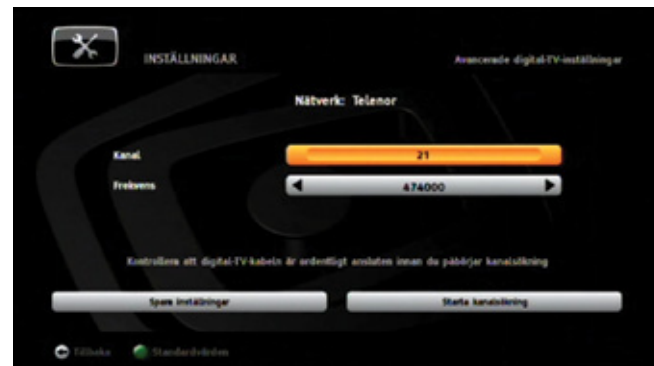 INSTÄLLNINGAR
Avancerade digital-TV-inställningar
Nätverk: Telenor
Kanal 21
Frekvens 474000
Kontrollera att digital-TV-kabeln är ordentligt ansluten innan du påbörjar kanalsökning
Spara inställningar Starta kanalsökning
Tillbaka Standardvärden